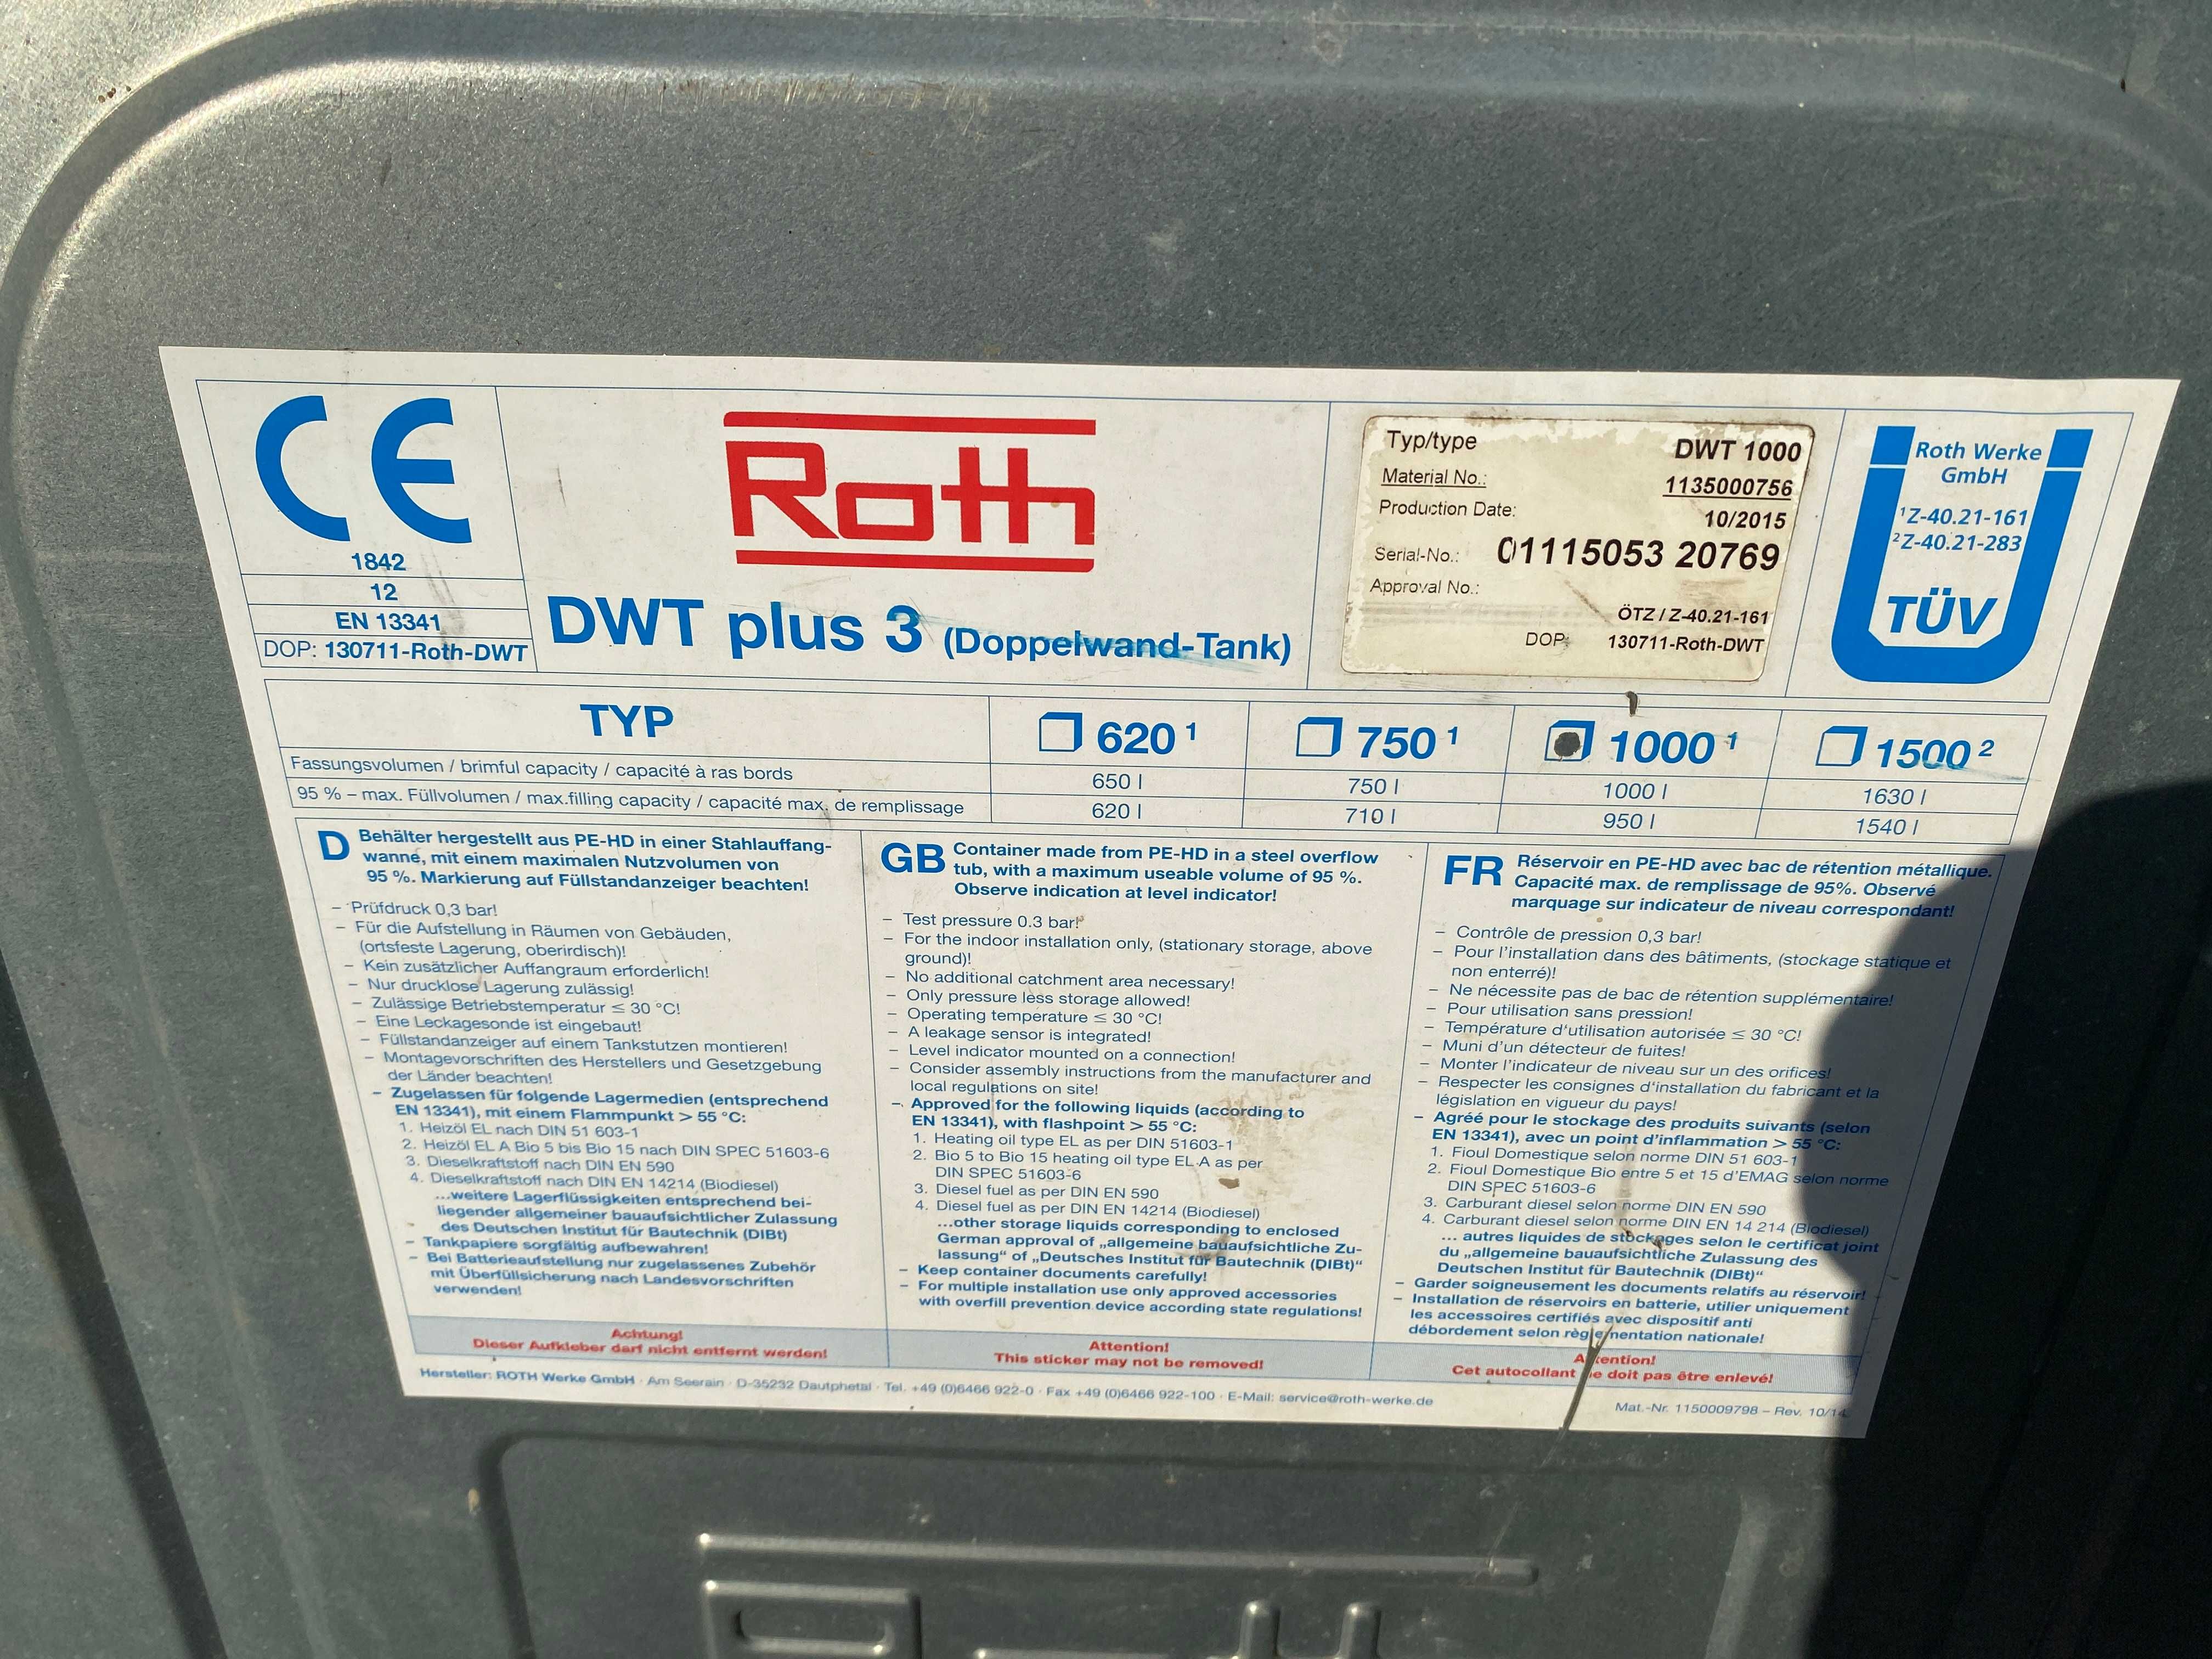 CE
1842
12
EN 13341
DOP: 130711-Roth-DWT
Roth
DWT plus 3 (Doppelwand-Tank)
Typ/type DWT 1000
Material No.: 1135000756
Production Date: 10/2015
Serial-No.: 01115053 20769
Approval No.:
ÖTZ / Z-40.21-161
DOP: 130711-Roth-DWT
Roth Werke
GmbH
¹Z-40.21-161
²Z-40.21-283
TÜV
TYP 620 ¹ 750 ¹ 1000 ¹ 1500 ²
Fassungsvolumen / brimful capacity / capacité à ras bords 650 l 750 l 1000 l 1630 l
95 % – max. Füllvolumen / max.filling capacity / capacité max. de remplissage 620 l 710 l 950 l 1540 l
D Behälter hergestellt aus PE-HD in einer Stahlauffang-
wanne, mit einem maximalen Nutzvolumen von
95 %. Markierung auf Füllstandanzeiger beachten!
– Prüfdruck 0,3 bar!
– Für die Aufstellung in Räumen von Gebäuden,
(ortsfeste Lagerung, oberirdisch)!
– Kein zusätzlicher Auffangraum erforderlich!
– Nur drucklose Lagerung zulässig!
– Zulässige Betriebstemperatur ≤ 30 °C!
– Eine Leckagesonde ist eingebaut!
– Füllstandanzeiger auf einem Tankstutzen montieren!
– Montagevorschriften des Herstellers und Gesetzgebung
der Länder beachten!
– Zugelassen für folgende Lagermedien (entsprechend
EN 13341), mit einem Flammpunkt > 55 °C:
1. Heizöl EL nach DIN 51 603-1
2. Heizöl EL A Bio 5 bis Bio 15 nach DIN SPEC 51603-6
3. Dieselkraftstoff nach DIN EN 590
4. Dieselkraftstoff nach DIN EN 14214 (Biodiesel)
...weitere Lagerflüssigkeiten entsprechend bei-
liegender allgemeiner bauaufsichtlicher Zulassung
des Deutschen Institut für Bautechnik (DIBt)
– Tankpapiere sorgfältig aufbewahren!
– Bei Batterieaufstellung nur zugelassenes Zubehör
mit Überfüllsicherung nach Landesvorschriften
verwenden!
GB Container made from PE-HD in a steel overflow
tub, with a maximum useable volume of 95 %.
Observe indication at level indicator!
– Test pressure 0.3 bar!
– For the indoor installation only, (stationary storage, above
ground)!
– No additional catchment area necessary!
– Only pressure less storage allowed!
– Operating temperature ≤ 30 °C!
– A leakage sensor is integrated!
– Level indicator mounted on a connection!
– Consider assembly instructions from the manufacturer and
local regulations on site!
– Approved for the following liquids (according to
EN 13341), with flashpoint > 55 °C:
1. Heating oil type EL as per DIN 51603-1
2. Bio 5 to Bio 15 heating oil type EL A as per
DIN SPEC 51603-6
3. Diesel fuel as per DIN EN 590
4. Diesel fuel as per DIN EN 14214 (Biodiesel)
...other storage liquids corresponding to enclosed
German approval of „allgemeine bauaufsichtliche Zu-
lassung“ of „Deutsches Institut für Bautechnik (DIBt)“
– Keep container documents carefully!
– For multiple installation use only approved accessories
with overfill prevention device according state regulations!
FR Réservoir en PE-HD avec bac de rétention métallique.
Capacité max. de remplissage de 95%. Observé
marquage sur indicateur de niveau correspondant!
– Contrôle de pression 0,3 bar!
– Pour l'installation dans des bâtiments, (stockage statique et
non enterré)!
– Ne nécessite pas de bac de rétention supplémentaire!
– Pour utilisation sans pression!
– Température d'utilisation autorisée ≤ 30 °C!
– Muni d'un détecteur de fuites!
– Monter l'indicateur de niveau sur un des orifices!
– Respecter les consignes d'installation du fabricant et la
législation en vigueur du pays!
– Agréé pour le stockage des produits suivants (selon
EN 13341), avec un point d'inflammation > 55 °C:
1. Fioul Domestique selon norme DIN 51 603-1
2. Fioul Domestique Bio entre 5 et 15 d'EMAG selon norme
DIN SPEC 51603-6
3. Carburant diesel selon norme DIN EN 590
4. Carburant diesel selon norme DIN EN 14 214 (Biodiesel)
... autres liquides de stockages selon le certificat joint
du „allgemeine bauaufsichtliche Zulassung des
Deutschen Institut für Bautechnik (DIBt)“
– Garder soigneusement les documents relatifs au réservoir!
– Installation de réservoirs en batterie, utilier uniquement
les accessoires certifiés avec dispositif anti
débordement selon règlementation nationale!
Achtung!
Dieser Aufkleber darf nicht entfernt werden!
Attention!
This sticker may not be removed!
Attention!
Cet autocollant ne doit pas être enlevé!
Hersteller: ROTH Werke GmbH · Am Seerain · D-35232 Dautphetal · Tel. +49 (0)6466 922-0 · Fax +49 (0)6466 922-100 · E-Mail: service@roth-werke.de
Mat.-Nr. 1150009798 – Rev. 10/14